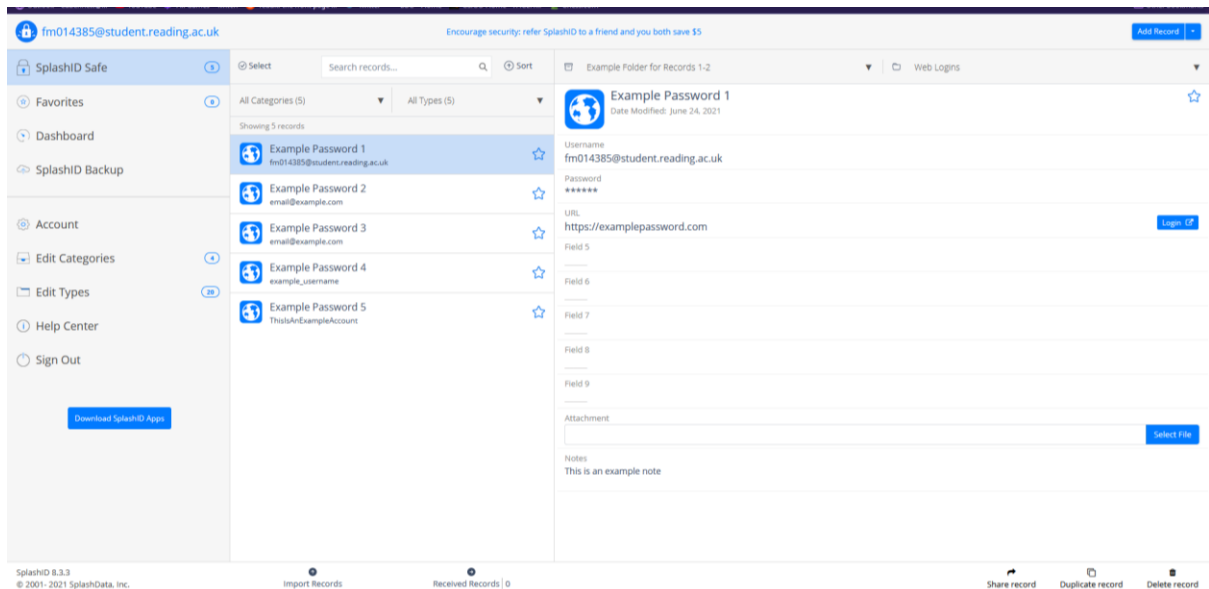 fm014385@student.reading.ac.uk
Encourage security: refer SplashID to a friend and you both save $5
Add Record
SplashID Safe 5
Favorites
Dashboard
SplashID Backup
Account
Edit Categories 4
Edit Types 20
Help Center
Sign Out
Download SplashID Apps
Select
Search records...
Sort
All Categories (5)
All Types (5)
Showing 5 records
Example Password 1
fm014385@student.reading.ac.uk
Example Password 2
email@example.com
Example Password 3
email@example.com
Example Password 4
example_username
Example Password 5
ThisIsAnExampleAccount
Example Folder for Records 1-2
Web Logins
Example Password 1
Date Modified: June 24, 2021
Username
fm014385@student.reading.ac.uk
Password
******
URL
https://examplepassword.com
Login
Field 5
Field 6
Field 7
Field 8
Field 9
Attachment
Select File
Notes
This is an example note
SplashID 8.3.3
© 2001- 2021 SplashData, Inc.
Import Records
Received Records 0
Share record
Duplicate record
Delete record